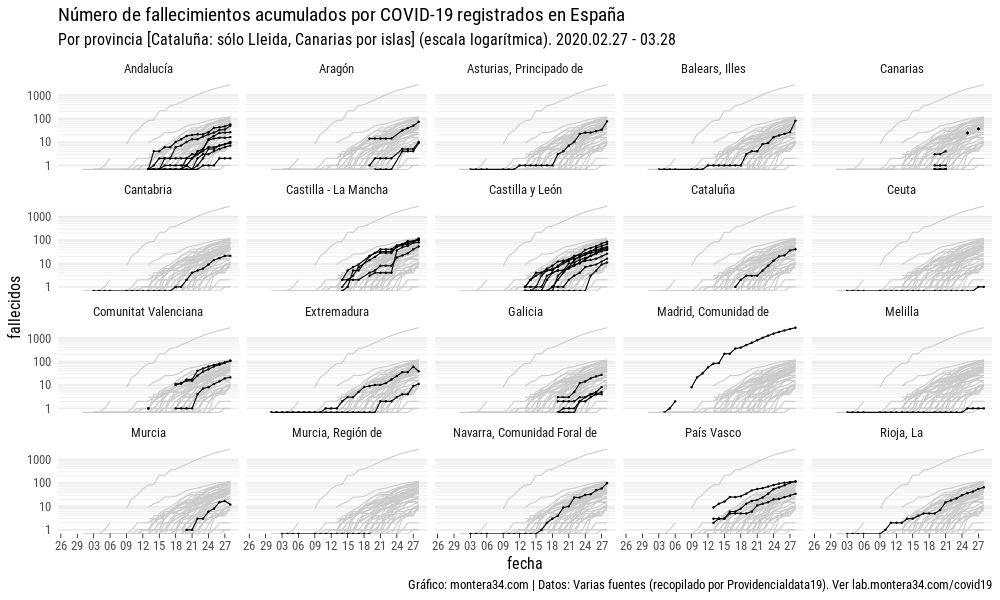 Número de fallecimientos acumulados por COVID-19 registrados en España
Por provincia [Cataluña: sólo Lleida, Canarias por islas] (escala logarítmica). 2020.02.27 - 03.28
Andalucía
Aragón
Asturias, Principado de
Balears, Illes
Canarias
1000
100
10
1
Cantabria
Castilla - La Mancha
Castilla y León
Cataluña
Ceuta
1000
100
10
1
Comunitat Valenciana
Extremadura
Galicia
Madrid, Comunidad de
Melilla
1000
100
10
1
Murcia
Murcia, Región de
Navarra, Comunidad Foral de
País Vasco
Rioja, La
1000
100
10
1
fallecidos
26 29 03 06 09 12 15 18 21 24 27
26 29 03 06 09 12 15 18 21 24 27
26 29 03 06 09 12 15 18 21 24 27
26 29 03 06 09 12 15 18 21 24 27
26 29 03 06 09 12 15 18 21 24 27
fecha
Gráfico: montera34.com | Datos: Varias fuentes (recopilado por Providencialdata19). Ver lab.montera34.com/covid19